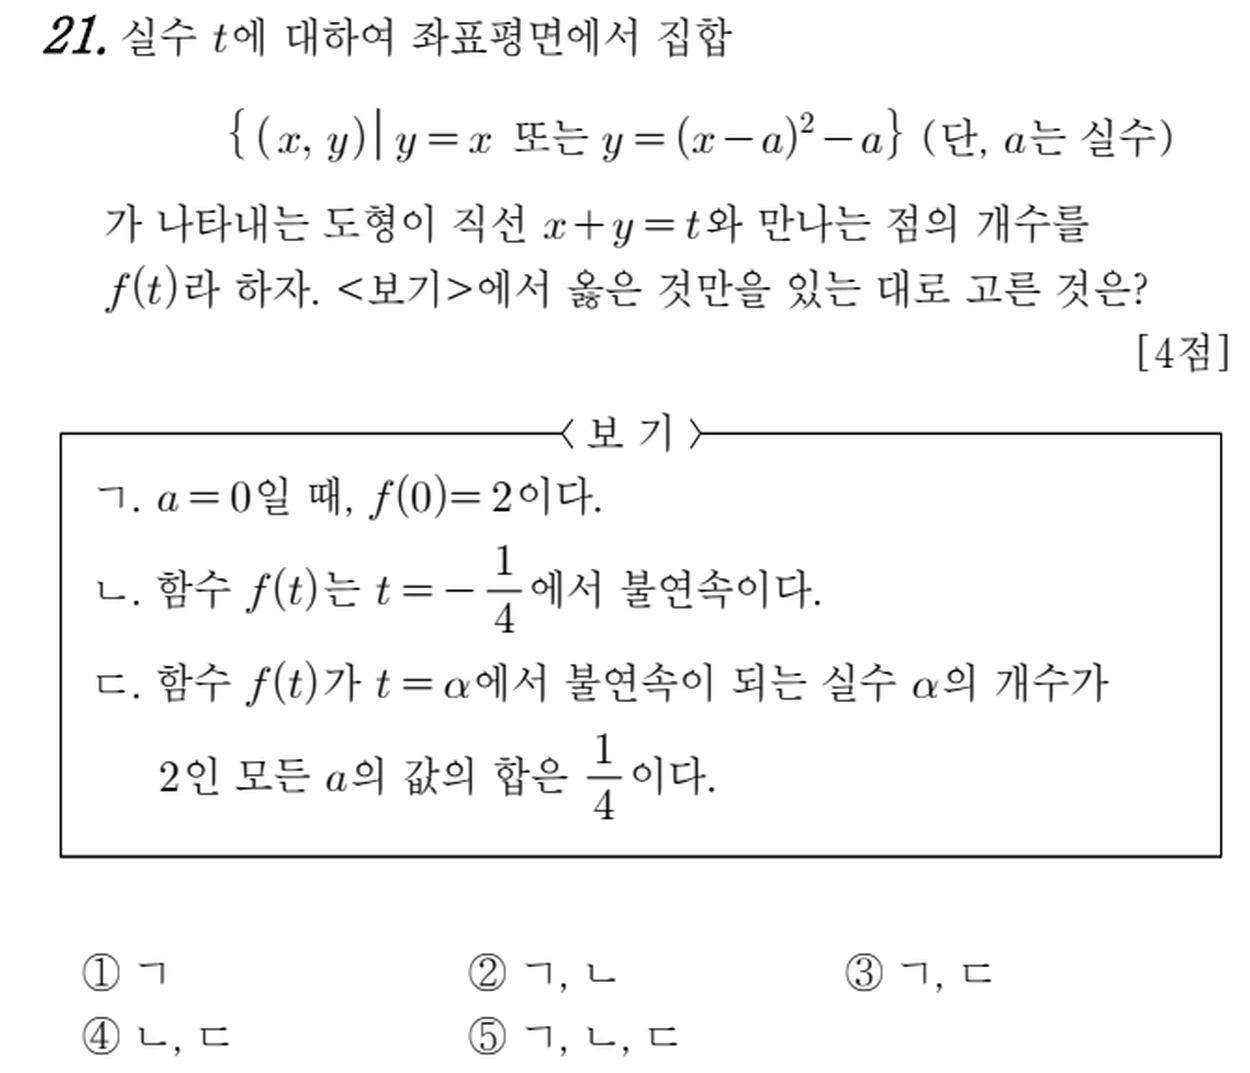 21. 실수 t에 대하여 좌표평면에서 집합
{(x, y)|y=x 또는 y=(x-a)²-a} (단, a는 실수)
가 나타내는 도형이 직선 x+y=t와 만나는 점의 개수를
f(t)라 하자. <보기>에서 옳은 것만을 있는 대로 고른 것은?
[4점]
<보 기>
ㄱ. a=0일 때, f(0)=2이다.
ㄴ. 함수 f(t)는 t=-1/4에서 불연속이다.
ㄷ. 함수 f(t)가 t=α에서 불연속이 되는 실수 α의 개수가
2인 모든 a의 값의 합은 1/4이다.
① ㄱ ② ㄱ, ㄴ ③ ㄱ, ㄷ
④ ㄴ, ㄷ ⑤ ㄱ, ㄴ, ㄷ